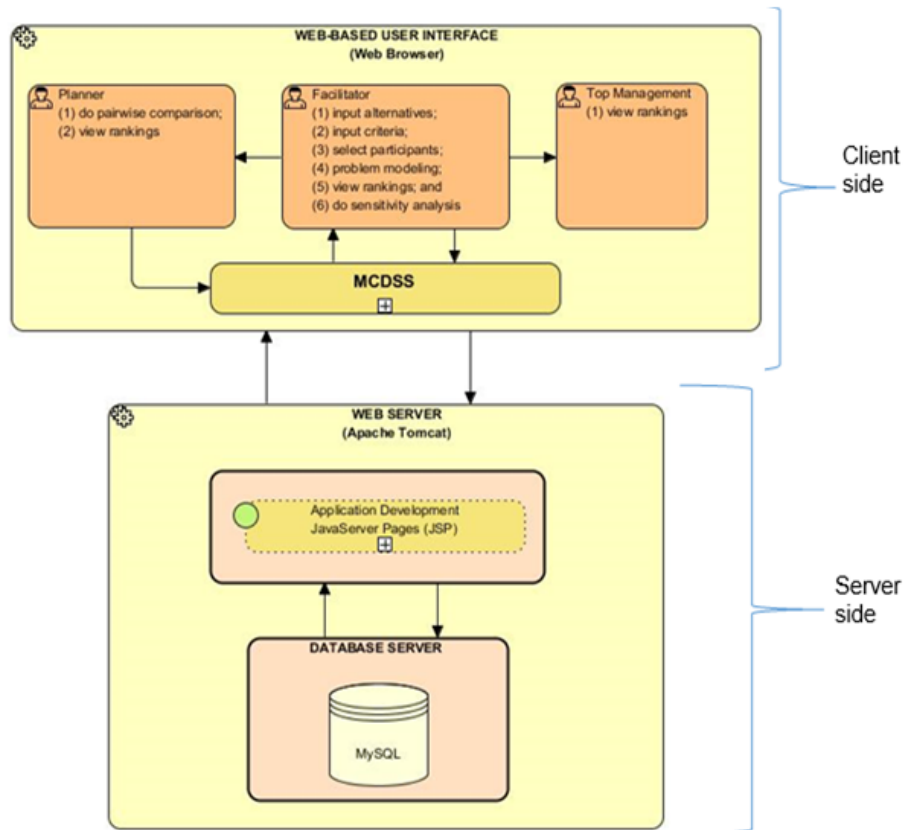 WEB-BASED USER INTERFACE
(Web Browser)
Planner
(1) do pairwise comparison;
(2) view rankings
Facilitator
(1) input alternatives;
(2) input criteria;
(3) select participants;
(4) problem modeling;
(5) view rankings; and
(6) do sensitivity analysis
Top Management
(1) view rankings
MCDSS
Client
side
WEB SERVER
(Apache Tomcat)
Application Development
JavaServer Pages (JSP)
DATABASE SERVER
MySQL
Server
side